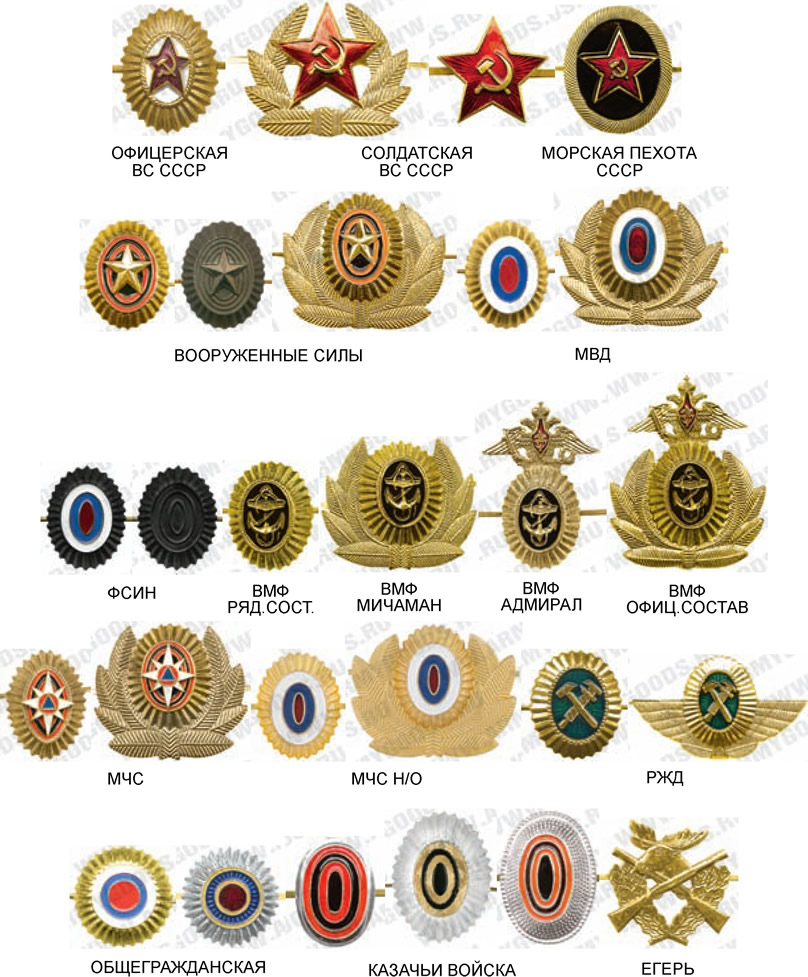 ОФИЦЕРСКАЯ
ВС СССР
СОЛДАТСКАЯ
ВС СССР
МОРСКАЯ ПЕХОТА
СССР
ВООРУЖЕННЫЕ СИЛЫ
МВД
ФСИН
ВМФ
РЯД.СОСТ.
ВМФ
МИЧАМАН
ВМФ
АДМИРАЛ
ВМФ
ОФИЦ.СОСТАВ
МЧС
МЧС Н/О
РЖД
ОБЩЕГРАЖДАНСКАЯ
КАЗАЧЬИ ВОЙСКА
ЕГЕРЬ